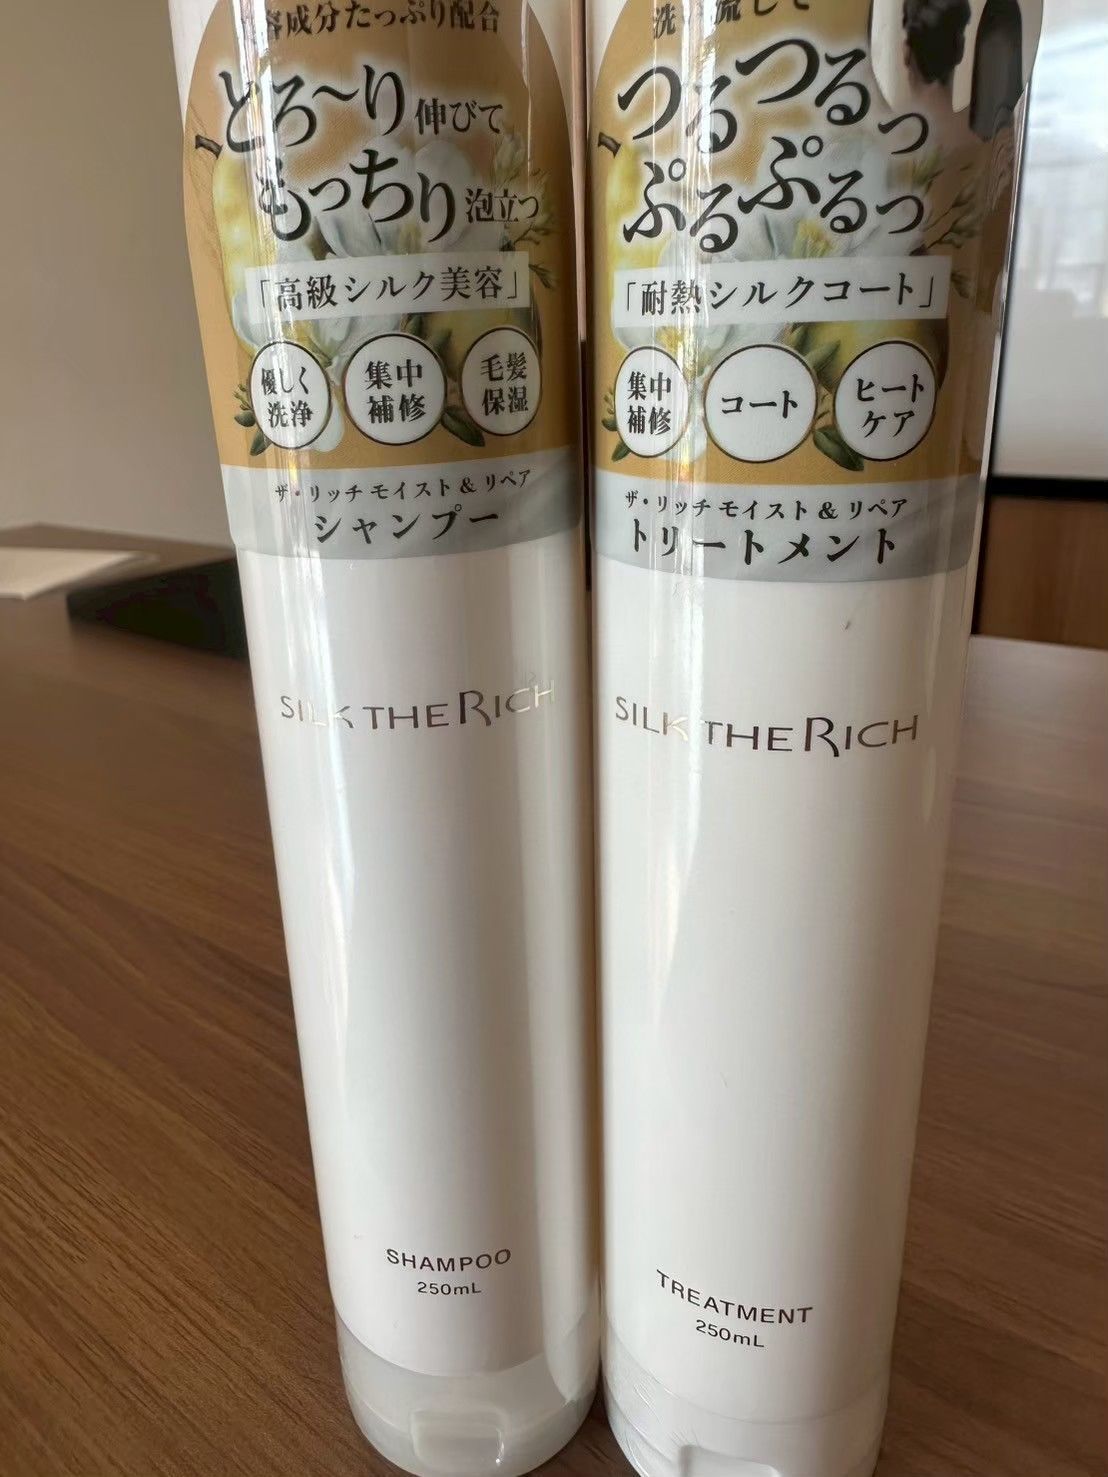 容成分たっぷり配合
とろ〜り伸びて
もっちり泡立つ
「高級シルク美容」
優しく
洗浄
集中
補修
毛髪
保湿
ザ・リッチ モイスト & リペア
シャンプー
SILK THE RICH
SHAMPOO
250mL
つるつるっ
ぷるぷるっ
「耐熱シルクコート」
集中
補修
コート
ヒート
ケア
ザ・リッチ モイスト & リペア
トリートメント
SILK THE RICH
TREATMENT
250mL